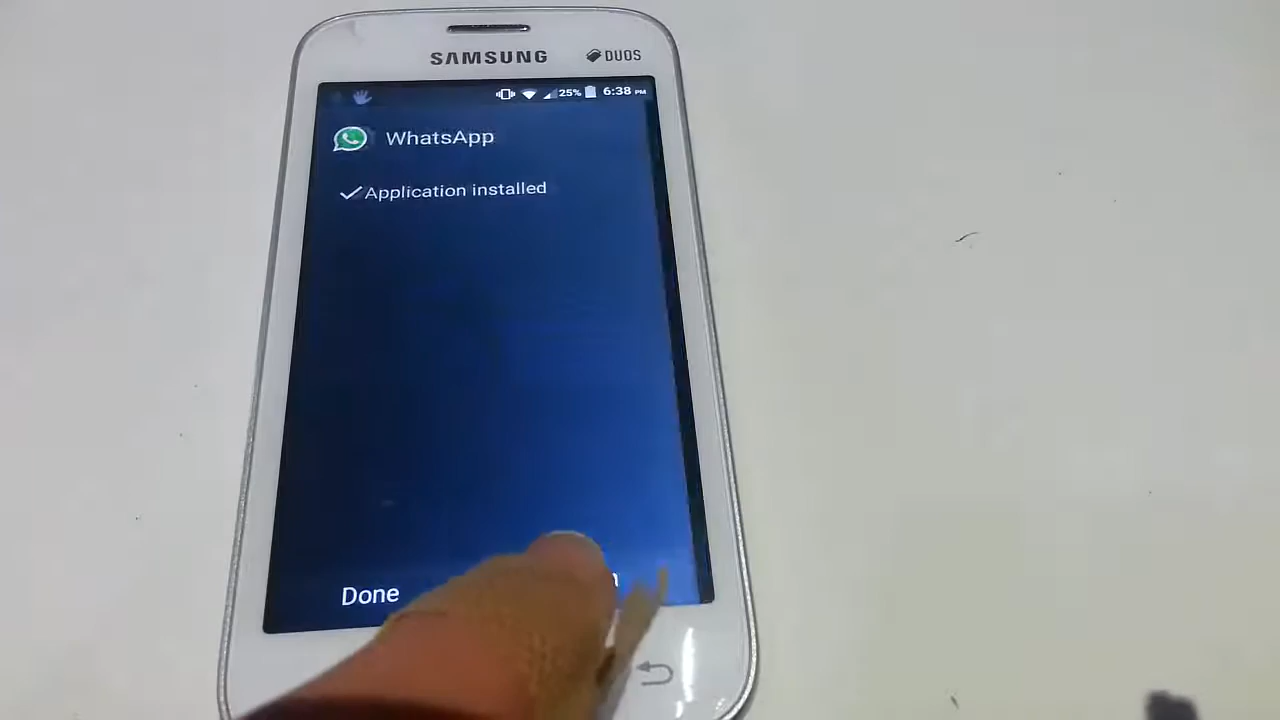 SAMSUNG DUOS
25% 6:38 PM
WhatsApp
Application installed
Done